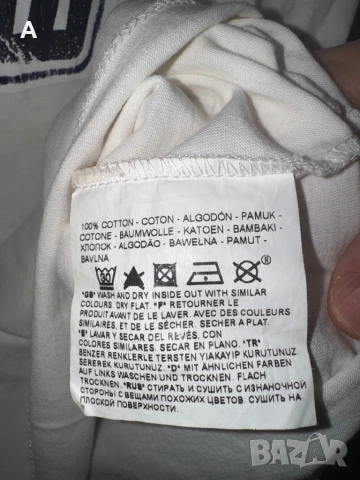 A
100% COTTON - COTON - ALGODÓN - PAMUK -
COTONE - BAUMWOLLE - KATOEN - BAMBAKI -
ХЛОПОК - ALGODÃO - BAWELNA - PAMUT -
BAVLNA
30
®
*GB* WASH AND DRY INSIDE OUT WITH SIMILAR
COLOURS. DRY FLAT. *F* RETOURNER LE
PRODUIT AVANT DE LE LAVER. AVEC DES COULEURS
SIMILAIRES, ET DE LE SÉCHER. SÉCHER A PLAT.
*E* LAVAR Y SECAR DEL REVÉS, CON
COLORES SIMILARES. SECAR EN PLANO. *TR*
BENZER RENKLERLE TERSTEN YIAKAYIP KURUTUNUZ.
SEREREK KURUTUNUZ. *D* MIT ÄHNLICHEN FARBEN
AUF LINKS WASCHEN UND TROCKNEN. FLACH
TROCKNEN. *RUS* СТИРАТЬ И СУШИТЬ С ИЗНАНОЧНОЙ
СТОРОНЫ С ВЕЩАМИ ПОХОЖИХ ЦВЕТОВ. СУШИТЬ НА
ПЛОСКОЙ ПОВЕРХНОСТИ.
BAZAR